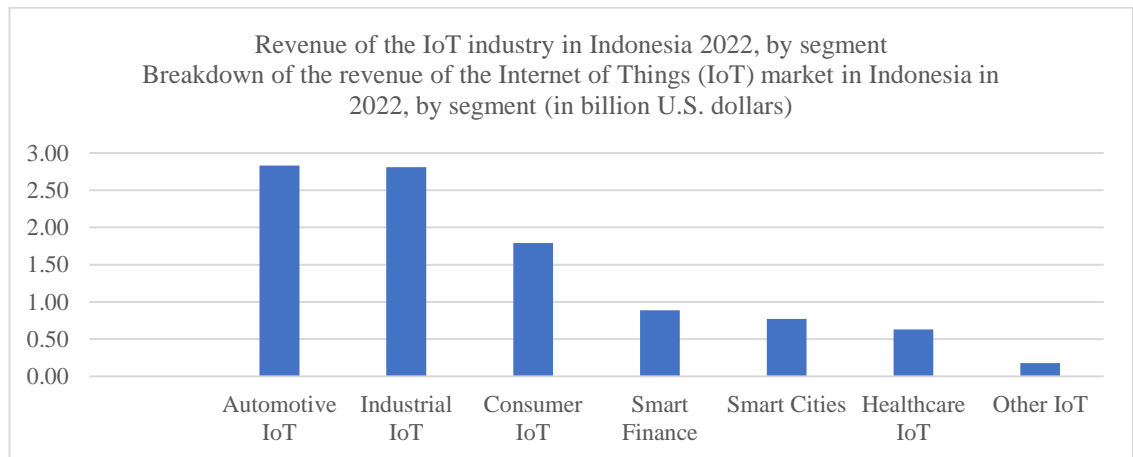 Revenue of the IoT industry in Indonesia 2022, by segment
Breakdown of the revenue of the Internet of Things (IoT) market in Indonesia in
2022, by segment (in billion U.S. dollars)
3.00
2.50
2.00
1.50
1.00
0.50
0.00
Automotive IoT
Industrial IoT
Consumer IoT
Smart Finance
Smart Cities
Healthcare IoT
Other IoT